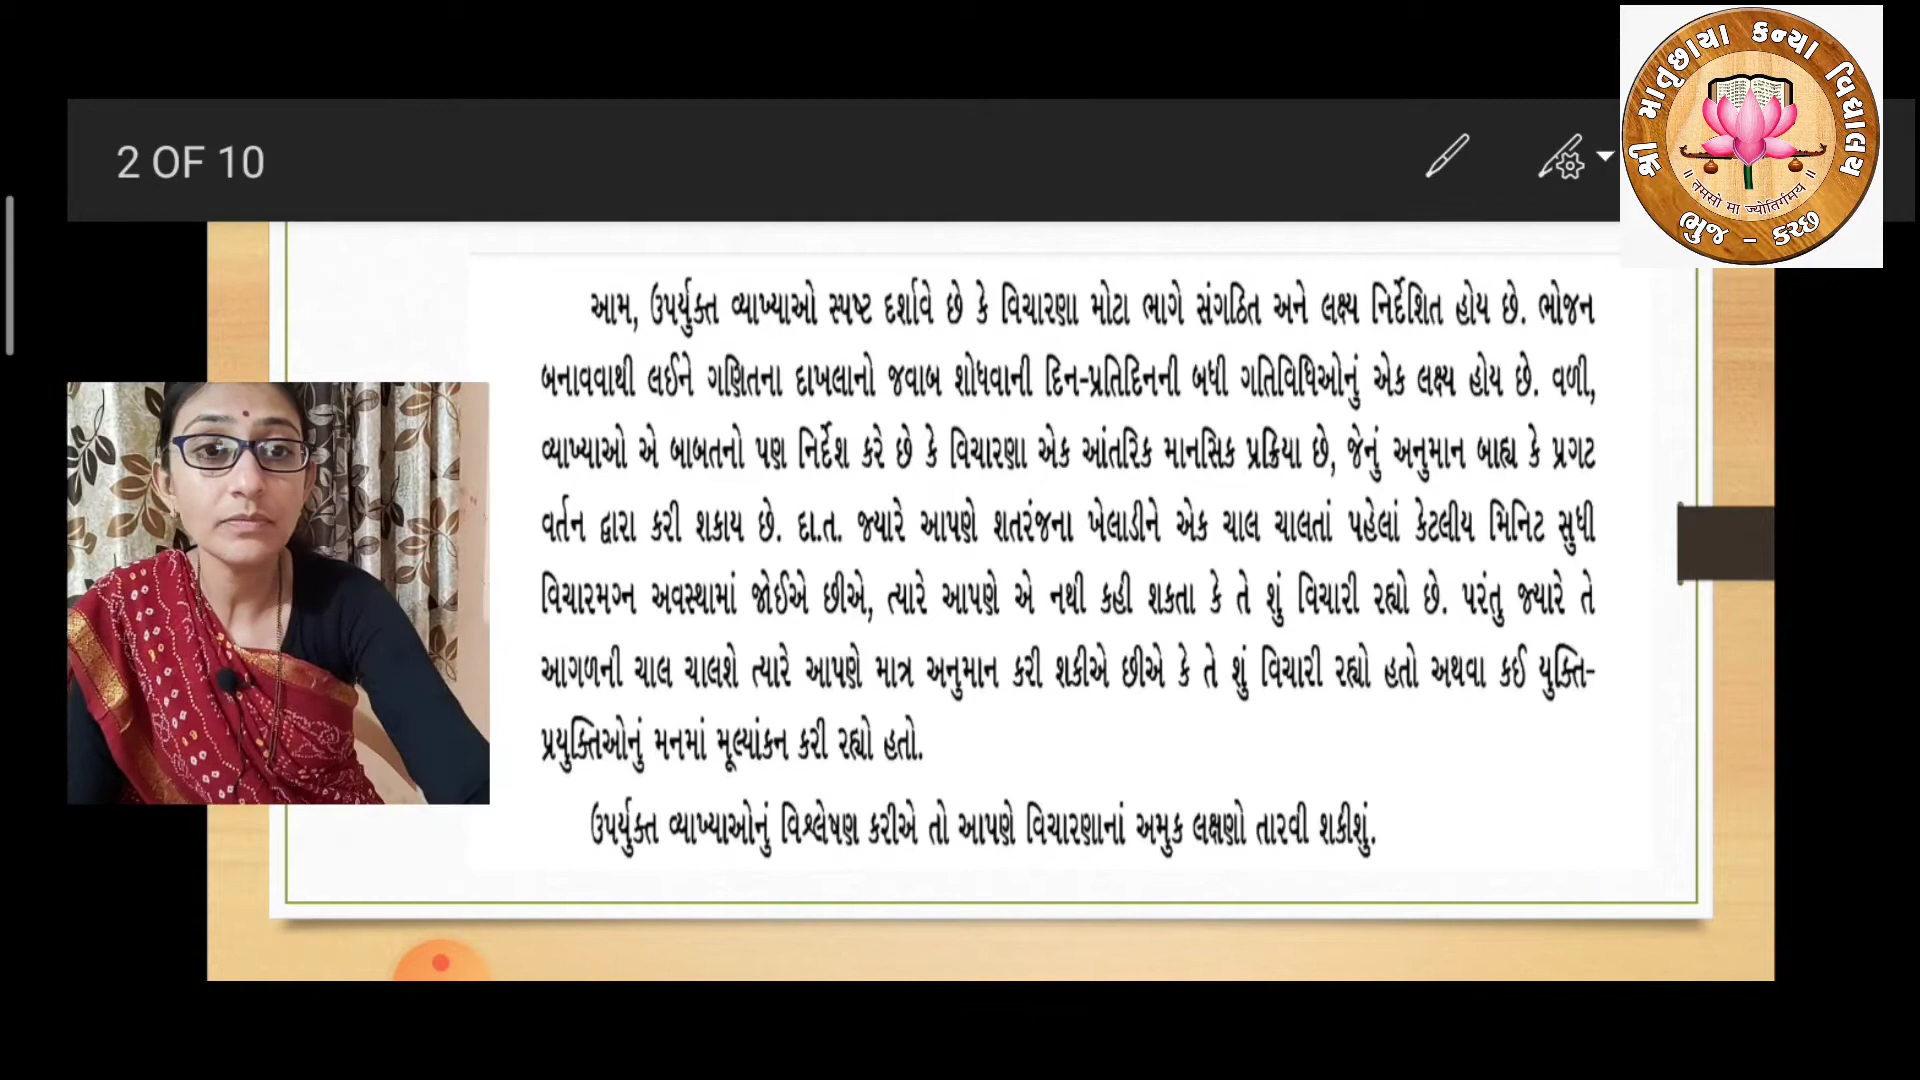 2 OF 10
શ્રી માતૃછાયા કન્યા વિદ્યાલય
॥ તમસો મા જ્યોતિર્ગમય ॥
ભુજ - કચ્છ
આમ, ઉપર્યુક્ત વ્યાખ્યાઓ સ્પષ્ટ દર્શાવે છે કે વિચારણા મોટા ભાગે સંગઠિત અને લક્ષ્ય નિર્દેશિત હોય છે. ભોજન
બનાવવાથી લઈને ગણિતના દાખલાનો જવાબ શોધવાની દિન-પ્રતિદિનની બધી ગતિવિધિઓનું એક લક્ષ્ય હોય છે. વળી,
વ્યાખ્યાઓ એ બાબતનો પણ નિર્દેશ કરે છે કે વિચારણા એક આંતરિક માનસિક પ્રક્રિયા છે, જેનું અનુમાન બાહ્ય કે પ્રગટ
વર્તન દ્વારા કરી શકાય છે. દા.ત. જ્યારે આપણે શતરંજના ખેલાડીને એક ચાલ ચાલતાં પહેલાં કેટલીય મિનિટ સુધી
વિચારમગ્ન અવસ્થામાં જોઈએ છીએ, ત્યારે આપણે એ નથી કહી શકતા કે તે શું વિચારી રહ્યો છે. પરંતુ જ્યારે તે
આગળની ચાલ ચાલશે ત્યારે આપણે માત્ર અનુમાન કરી શકીએ છીએ કે તે શું વિચારી રહ્યો હતો અથવા કઈ યુક્તિ-
પ્રયુક્તિઓનું મનમાં મૂલ્યાંકન કરી રહ્યો હતો.
ઉપર્યુક્ત વ્યાખ્યાઓનું વિશ્લેષણ કરીએ તો આપણે વિચારણાનાં અમુક લક્ષણો તારવી શકીશું.